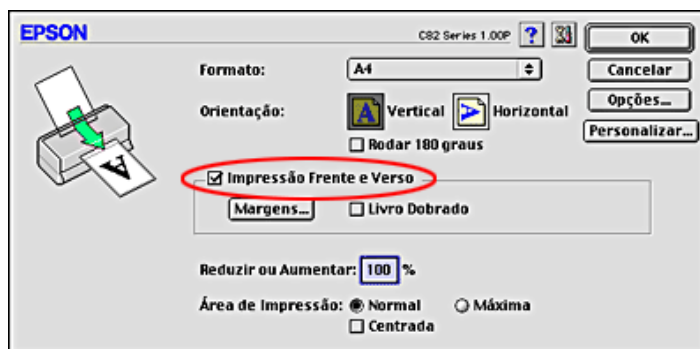 EPSON
C82 Series 1.00P ?
OK
Formato: A4
Cancelar
Orientação: A Vertical A Horizontal
Opções...
Rodar 180 graus
Personalizar...
Impressão Frente e Verso
Margens... Livro Dobrado
Reduzir ou Aumentar: 100 %
Área de Impressão: Normal Máxima
Centrada
A